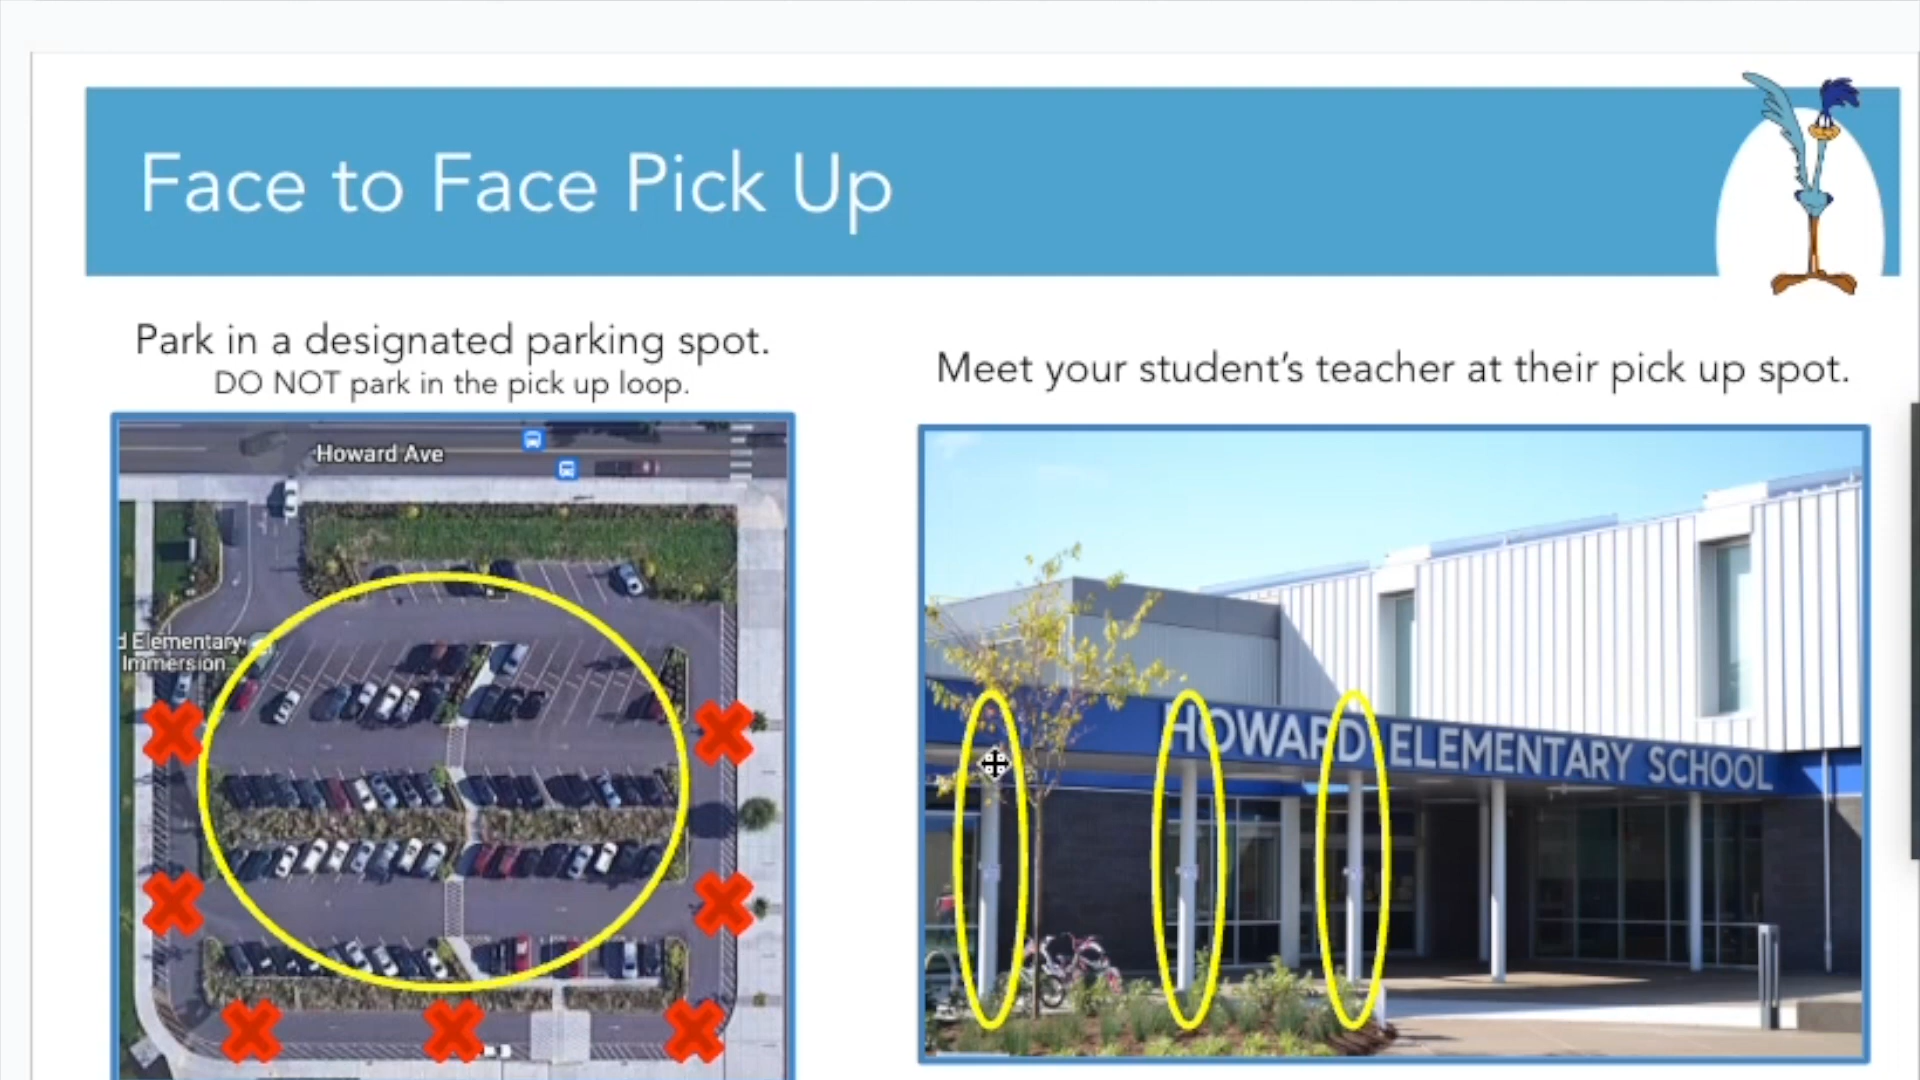 Face to Face Pick Up
Park in a designated parking spot.
DO NOT park in the pick up loop.
Meet your student's teacher at their pick up spot.
Howard Ave
d Elementary
Immersion
HOWARD ELEMENTARY SCHOOL